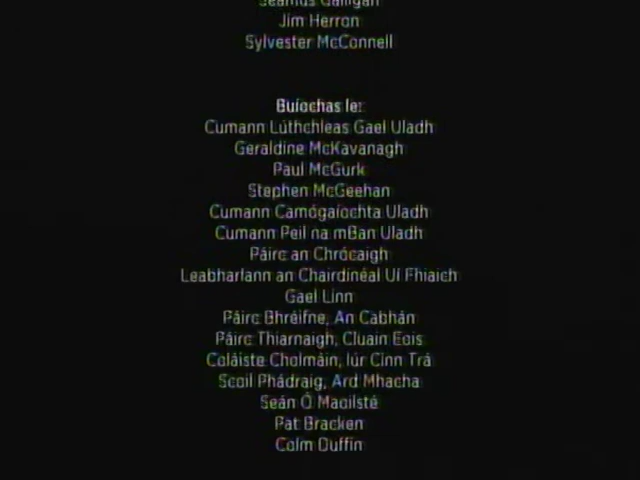 Seamus Galligan
Jim Herron
Sylvester McConnell
Buíochas le:
Cumann Lúthchleas Gael Uladh
Geraldine McKavanagh
Paul McGurk
Stephen McGeehan
Cumann Camógaíochta Uladh
Cumann Peil na mBan Uladh
Páirc an Chrócaigh
Leabharlann an Chairdinéal Uí Fhiaich
Gael Linn
Páirc Bhréifne, An Cabhán
Páirc Thiarnaigh, Cluain Eois
Coláiste Cholmáin, Iúr Cinn Trá
Scoil Phádraig, Ard Mhacha
Seán Ó Maoilsté
Pat Bracken
Colm Duffin